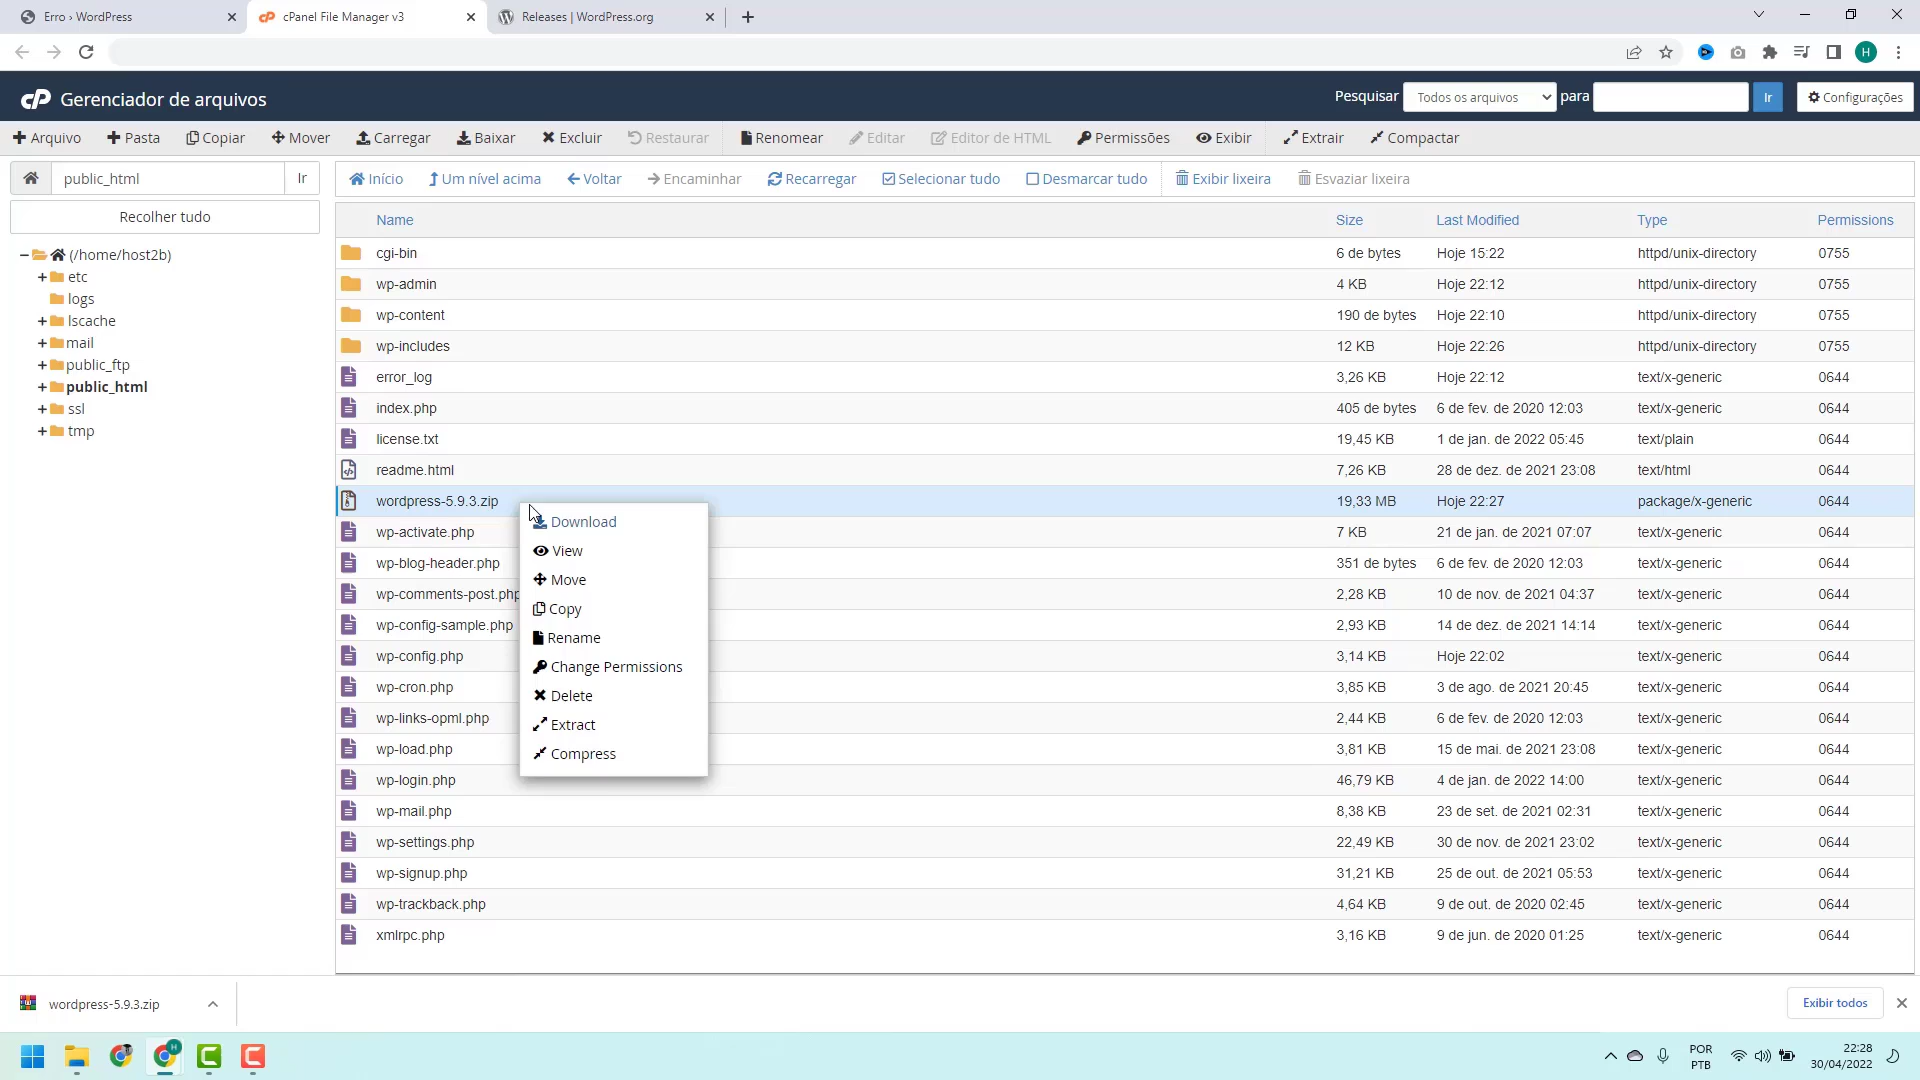 Erro › WordPress
cPanel File Manager v3
Releases | WordPress.org
H
cP Gerenciador de arquivos
Pesquisar Todos os arquivos para Ir Configurações
Arquivo Pasta Copiar Mover Carregar Baixar Excluir Restaurar Renomear Editar Editor de HTML Permissões Exibir Extrair Compactar
public_html Ir
Recolher tudo
(/home/host2b)
etc
logs
lscache
mail
public_ftp
public_html
ssl
tmp
Início Um nível acima Voltar Encaminhar Recarregar Selecionar tudo Desmarcar tudo Exibir lixeira Esvaziar lixeira
Name Size Last Modified Type Permissions
cgi-bin 6 de bytes Hoje 15:22 httpd/unix-directory 0755
wp-admin 4 KB Hoje 22:12 httpd/unix-directory 0755
wp-content 190 de bytes Hoje 22:10 httpd/unix-directory 0755
wp-includes 12 KB Hoje 22:26 httpd/unix-directory 0755
error_log 3,26 KB Hoje 22:12 text/x-generic 0644
index.php 405 de bytes 6 de fev. de 2020 12:03 text/x-generic 0644
license.txt 19,45 KB 1 de jan. de 2022 05:45 text/plain 0644
readme.html 7,26 KB 28 de dez. de 2021 23:08 text/html 0644
wordpress-5.9.3.zip 19,33 MB Hoje 22:27 package/x-generic 0644
wp-activate.php 7 KB 21 de jan. de 2021 07:07 text/x-generic 0644
wp-blog-header.php 351 de bytes 6 de fev. de 2020 12:03 text/x-generic 0644
wp-comments-post.php 2,28 KB 10 de nov. de 2021 04:37 text/x-generic 0644
wp-config-sample.php 2,93 KB 14 de dez. de 2021 14:14 text/x-generic 0644
wp-config.php 3,14 KB Hoje 22:02 text/x-generic 0644
wp-cron.php 3,85 KB 3 de ago. de 2021 20:45 text/x-generic 0644
wp-links-opml.php 2,44 KB 6 de fev. de 2020 12:03 text/x-generic 0644
wp-load.php 3,81 KB 15 de mai. de 2021 23:08 text/x-generic 0644
wp-login.php 46,79 KB 4 de jan. de 2022 14:00 text/x-generic 0644
wp-mail.php 8,38 KB 23 de set. de 2021 02:31 text/x-generic 0644
wp-settings.php 22,49 KB 30 de nov. de 2021 23:02 text/x-generic 0644
wp-signup.php 31,21 KB 25 de out. de 2021 05:53 text/x-generic 0644
wp-trackback.php 4,64 KB 9 de out. de 2020 02:45 text/x-generic 0644
xmlrpc.php 3,16 KB 9 de jun. de 2020 01:25 text/x-generic 0644
Download
View
Move
Copy
Rename
Change Permissions
Delete
Extract
Compress
wordpress-5.9.3.zip
Exibir todos
H
POR
PTB
22:28
30/04/2022